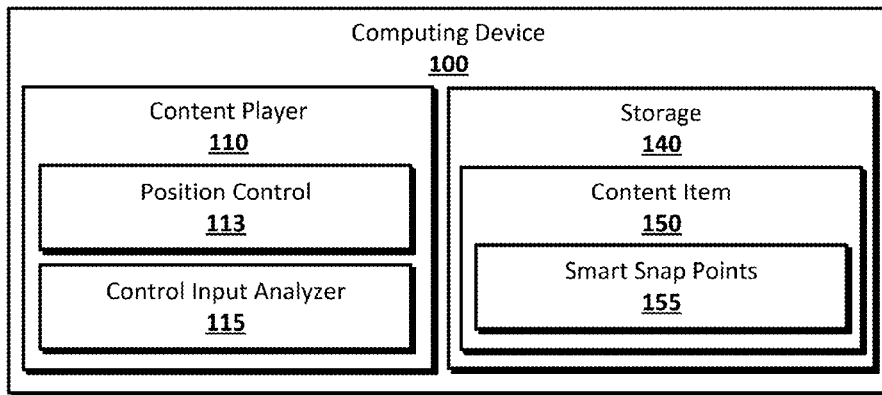 Computing Device
100
Content Player
110
Position Control
113
Control Input Analyzer
115
Storage
140
Content Item
150
Smart Snap Points
155